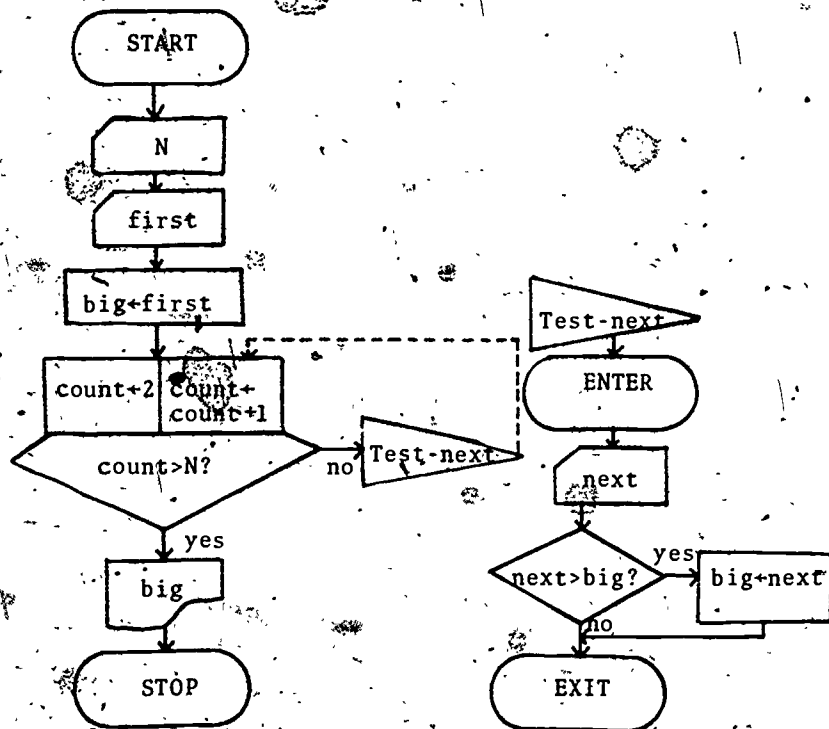 START
N
first
big←first
count←2
count←
count+1
count>N?
no
Test-next
yes
big
STOP
Test-next
ENTER
next
next>big?
yes
big←next
no
EXIT